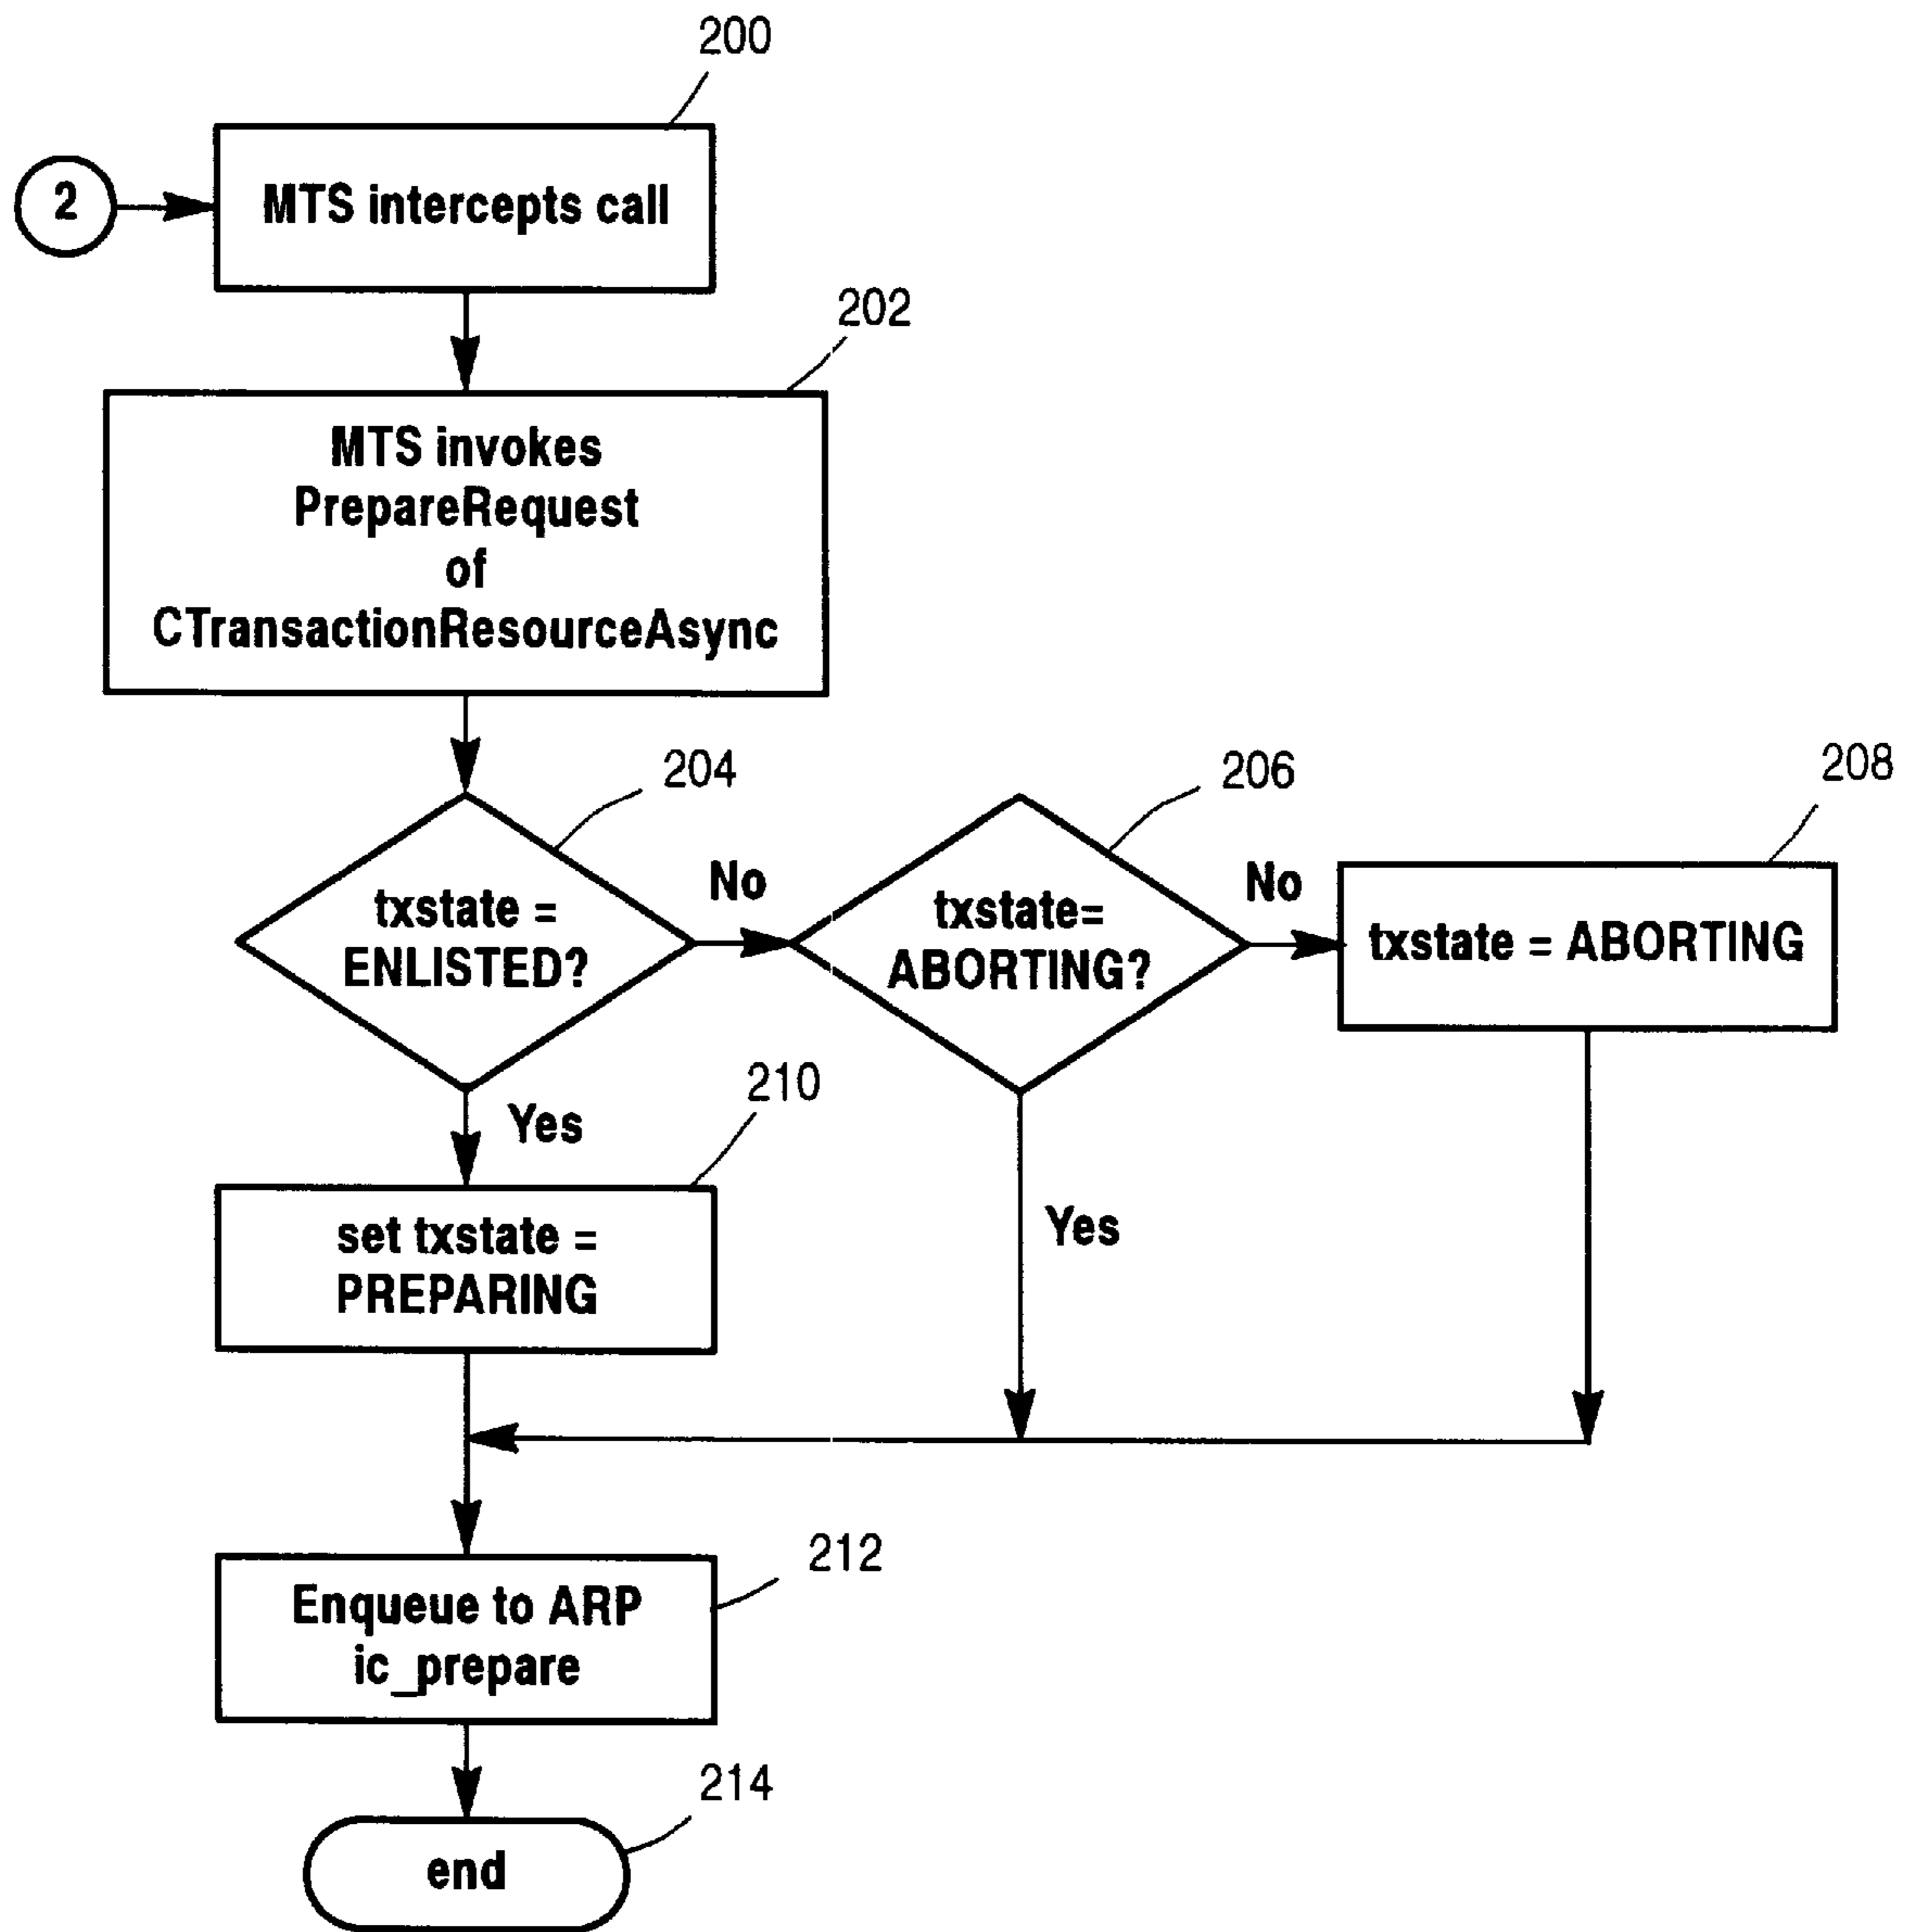 200
2
MTS intercepts call
202
MTS invokes
PrepareRequest
of
CTransactionResourceAsync
204
206
208
No
No
txstate =
ENLISTED?
txstate=
ABORTING?
txstate = ABORTING
210
Yes
Yes
set txstate =
PREPARING
212
Enqueue to ARP
ic_prepare
214
end